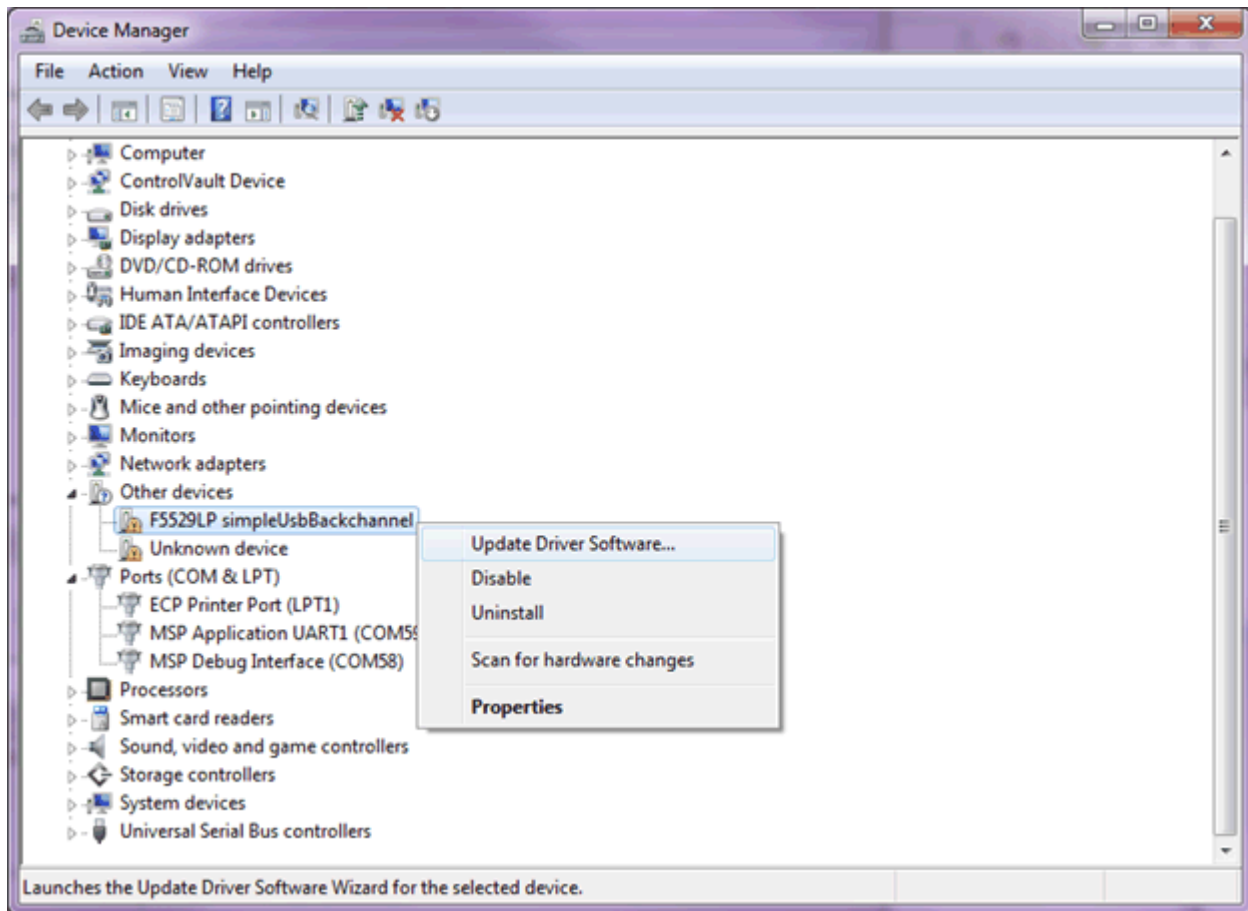 Device Manager
File Action View Help
Computer
ControlVault Device
Disk drives
Display adapters
DVD/CD-ROM drives
Human Interface Devices
IDE ATA/ATAPI controllers
Imaging devices
Keyboards
Mice and other pointing devices
Monitors
Network adapters
Other devices
F5529LP simpleUsbBackchannel
Unknown device
Ports (COM & LPT)
ECP Printer Port (LPT1)
MSP Application UART1 (COM59
MSP Debug Interface (COM58)
Processors
Smart card readers
Sound, video and game controllers
Storage controllers
System devices
Universal Serial Bus controllers
Update Driver Software...
Disable
Uninstall
Scan for hardware changes
Properties
Launches the Update Driver Software Wizard for the selected device.